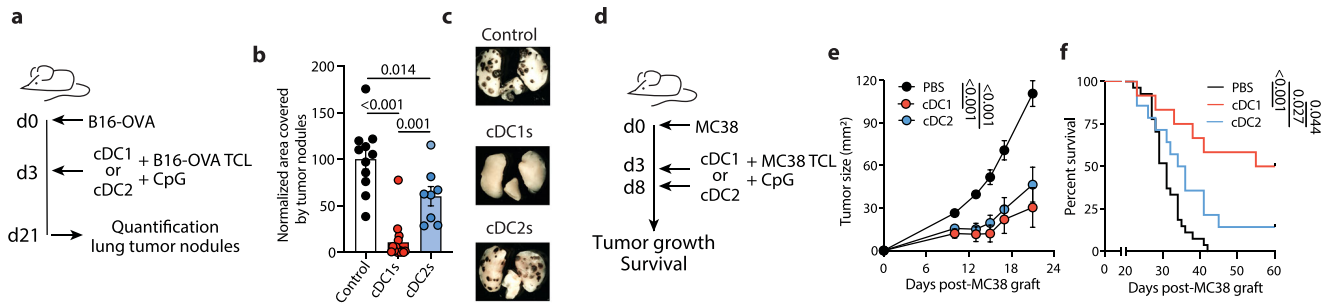 a
d0
B16-OVA
d3
cDC1
or
cDC2
+ B16-OVA TCL
+ CpG
d21
Quantification
lung tumor nodules
b
Normalized area covered
by tumor nodules
200
150
100
50
0
0.014
<0.001
0.001
Control
cDC1s
cDC2s
c
Control
cDC1s
cDC2s
d
d0
MC38
d3
d8
cDC1
or
cDC2
+ MC38 TCL
+ CpG
Tumor growth
Survival
e
Tumor size (mm²)
120
90
60
30
0
PBS
cDC1
cDC2
<0.001
<0.001
0
6
12
18
24
Days post-MC38 graft
f
Percent survival
100
80
60
40
20
0
PBS
cDC1
cDC2
<0.001
0.027
0.044
0
20
30
40
50
60
Days post-MC38 graft